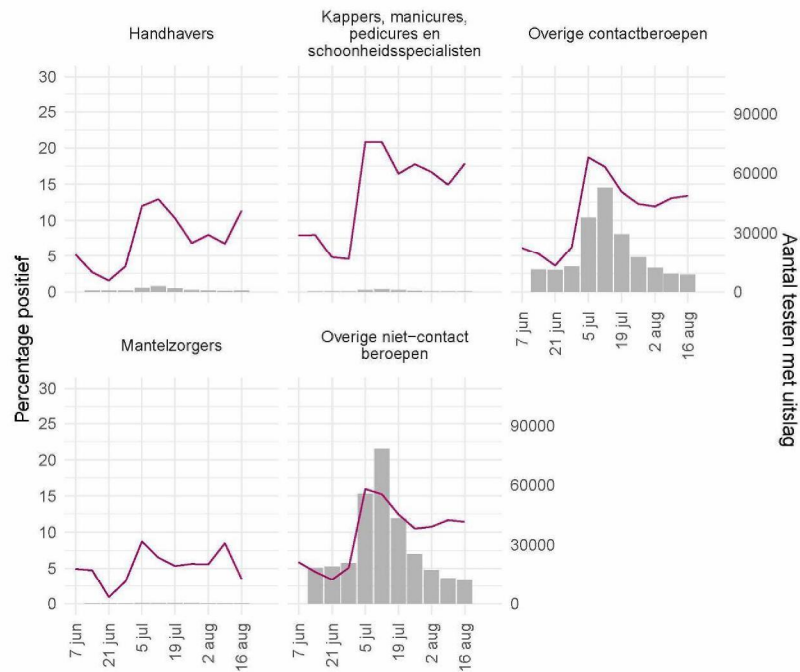 Handhavers
Kappers, manicures,
pedicures en
schoonheidsspecialisten
Overige contactberoepen
30
25
20
15
10
5
0
90000
60000
30000
0
7 jun
21 jun
5 jul
19 jul
2 aug
16 aug
Mantelzorgers
Overige niet-contact
beroepen
30
25
20
15
10
5
0
90000
60000
30000
0
7 jun
21 jun
5 jul
19 jul
2 aug
16 aug
7 jun
21 jun
5 jul
19 jul
2 aug
16 aug
Percentage positief
Aantal testen met uitslag